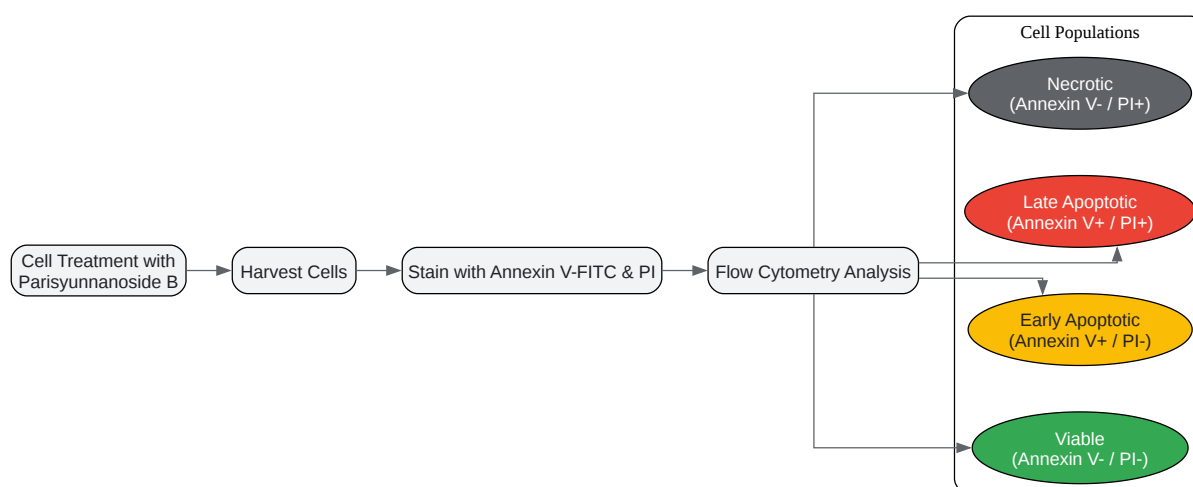 Cell Populations
Necrotic
(Annexin V- / PI+)
Late Apoptotic
(Annexin V+ / PI+)
Cell Treatment with
Parisyunnanoside B
Harvest Cells
Stain with Annexin V-FITC & PI
Flow Cytometry Analysis
Early Apoptotic
(Annexin V+ / PI-)
Viable
(Annexin V- / PI-)